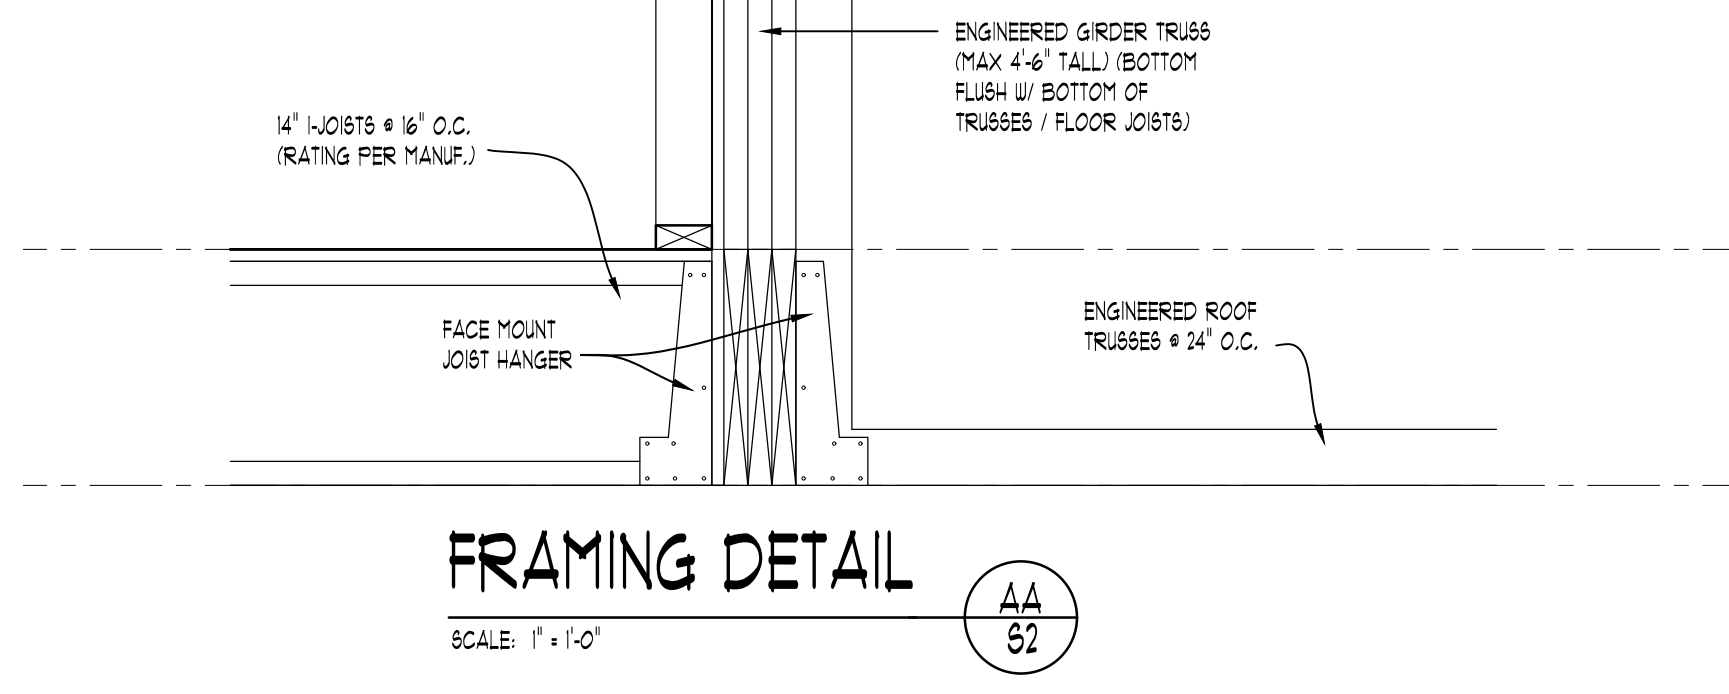 ENGINEERED GIRDER TRUSS
(MAX 4'-6" TALL) (BOTTOM
FLUSH W/ BOTTOM OF
TRUSSES / FLOOR JOISTS)
14" I-JOISTS @ 16" O.C.
(RATING PER MANUF.)
FACE MOUNT
JOIST HANGER
ENGINEERED ROOF
TRUSSES @ 24" O.C.
FRAMING DETAIL
SCALE: 1" = 1'-0"
AA
S2